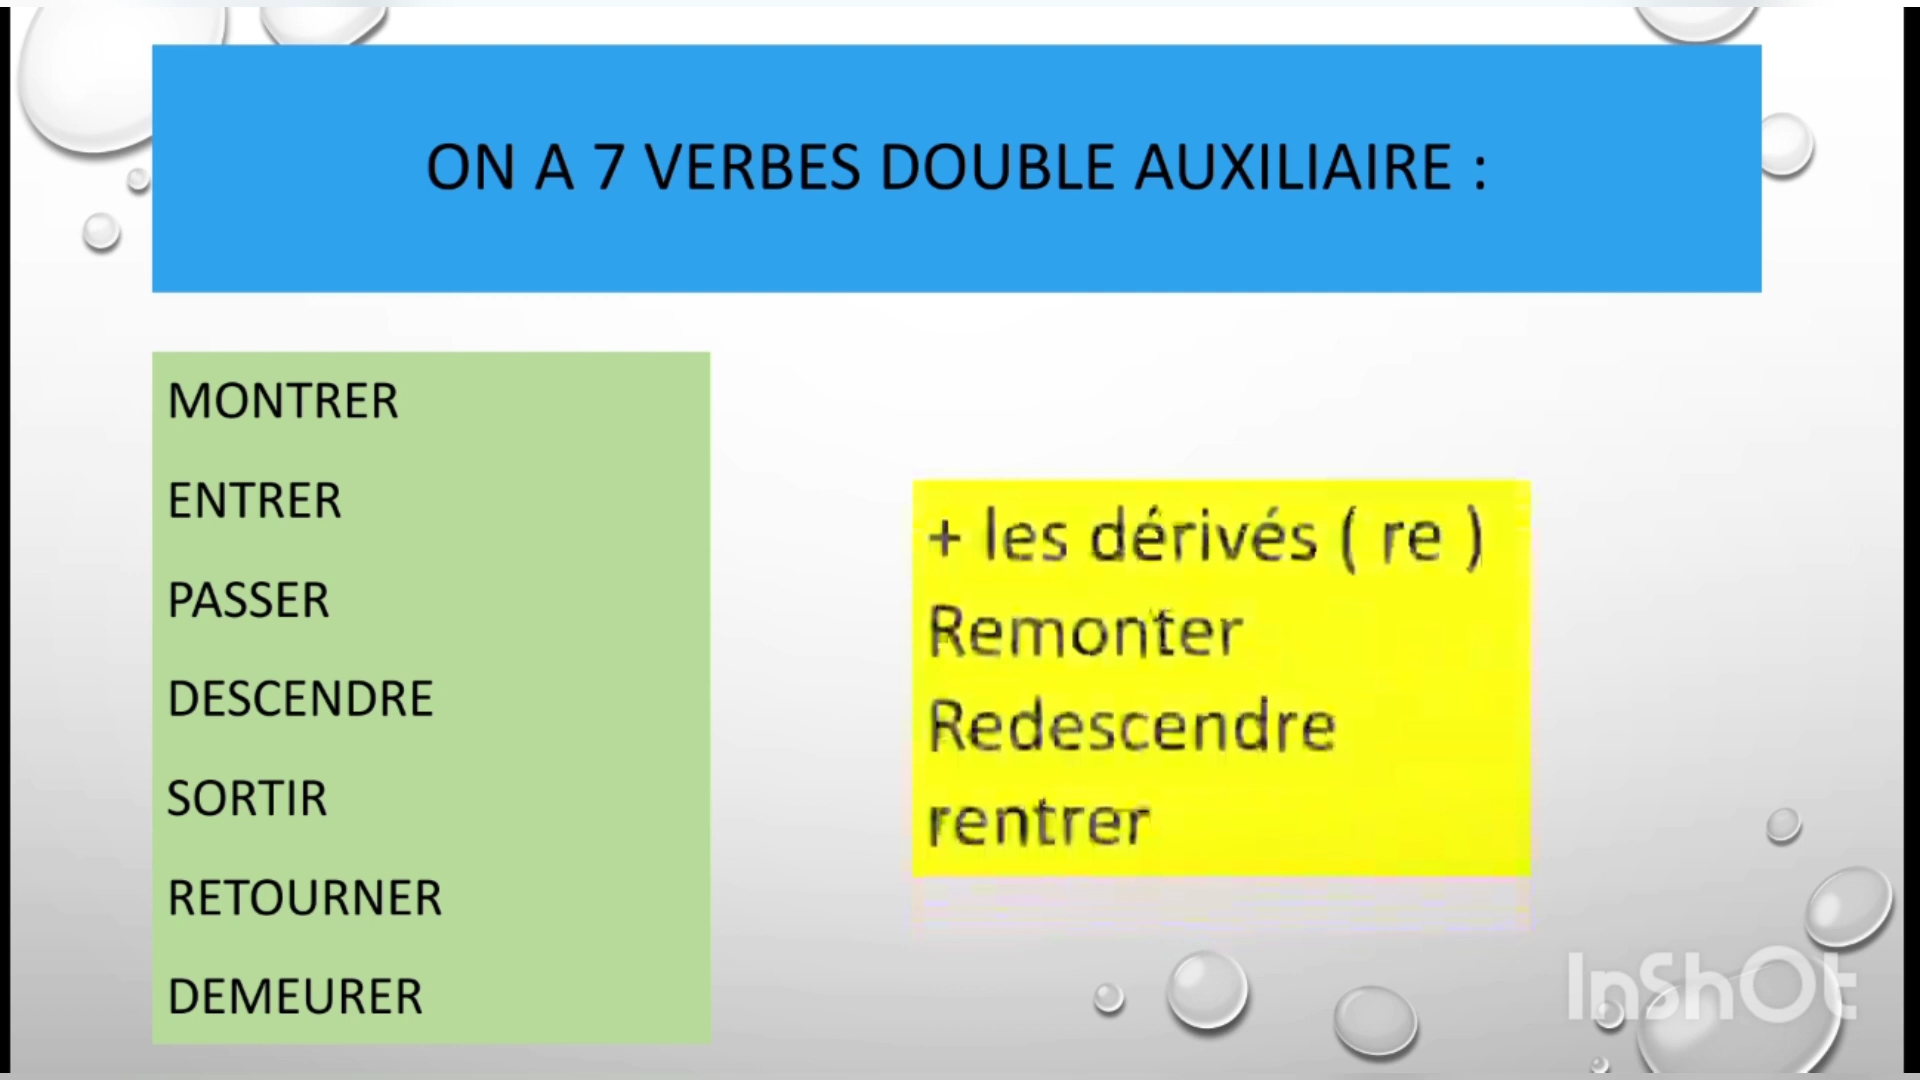 ON A 7 VERBES DOUBLE AUXILIAIRE :
MONTRER
ENTRER
PASSER
DESCENDRE
SORTIR
RETOURNER
DEMEURER
+ les dérivés ( re )
Remonter
Redescendre
rentrer
InShOt